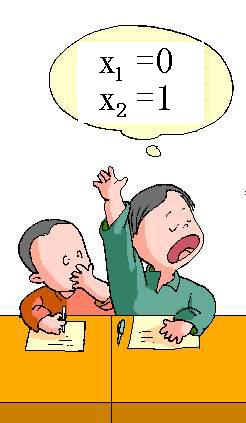 x₁ =0
x₂ =1